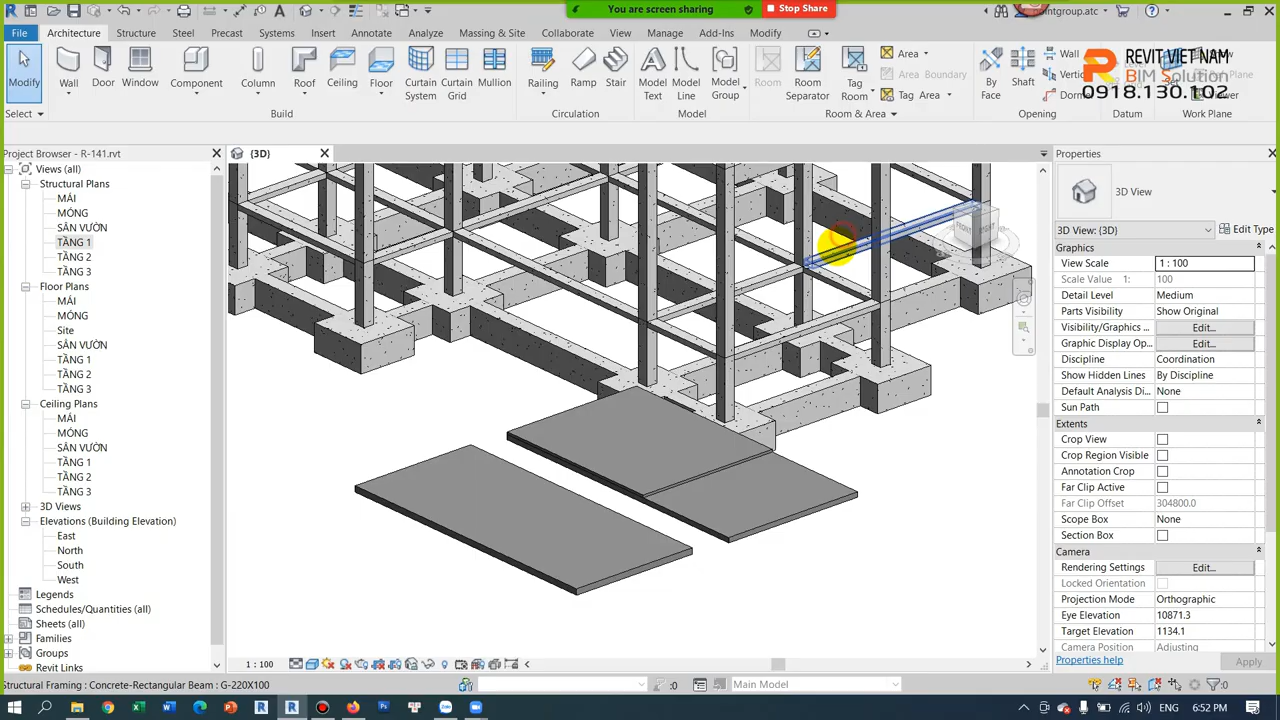 You are screen sharing
Stop Share
pointgroup.atc
File Architecture Structure Steel Precast Systems Insert Annotate Analyze Massing & Site Collaborate View Manage Add-Ins Modify
Modify Wall Door Window Component Column Roof Ceiling Floor Curtain System Curtain Grid Mullion Railing Ramp Stair Model Text Model Line Model Group Room Room Separator Tag Room Area Area Boundary Tag Area By Face Shaft Wall
REVIT VIET NAM
BIM Solution
0918.130.102
Select Build Circulation Model Room & Area Opening Datum Work Plane
Project Browser - R-141.rvt
{3D}
Properties
Views (all)
Structural Plans
MÁI
MÓNG
SÂN VƯỜN
TẦNG 1
TẦNG 2
TẦNG 3
Floor Plans
MÁI
MÓNG
Site
SÂN VƯỜN
TẦNG 1
TẦNG 2
TẦNG 3
Ceiling Plans
MÁI
MÓNG
SÂN VƯỜN
TẦNG 1
TẦNG 2
TẦNG 3
3D Views
Elevations (Building Elevation)
East
North
South
West
Legends
Schedules/Quantities (all)
Sheets (all)
Families
Groups
Revit Links
3D View
3D View: {3D} Edit Type
Graphics
View Scale 1 : 100
Scale Value 1: 100
Detail Level Medium
Parts Visibility Show Original
Visibility/Graphics ... Edit...
Graphic Display Op... Edit...
Discipline Coordination
Show Hidden Lines By Discipline
Default Analysis Di... None
Sun Path
Extents
Crop View
Crop Region Visible
Annotation Crop
Far Clip Active
Far Clip Offset 304800.0
Scope Box None
Section Box
Camera
Rendering Settings Edit...
Locked Orientation
Projection Mode Orthographic
Eye Elevation 10871.3
Target Elevation 1134.1
Camera Position Adjusting
Properties help Apply
1 : 100
Structural Framing : Concrete-Rectangular Beam : G-220X100
:0
Main Model
:0
ENG 6:52 PM